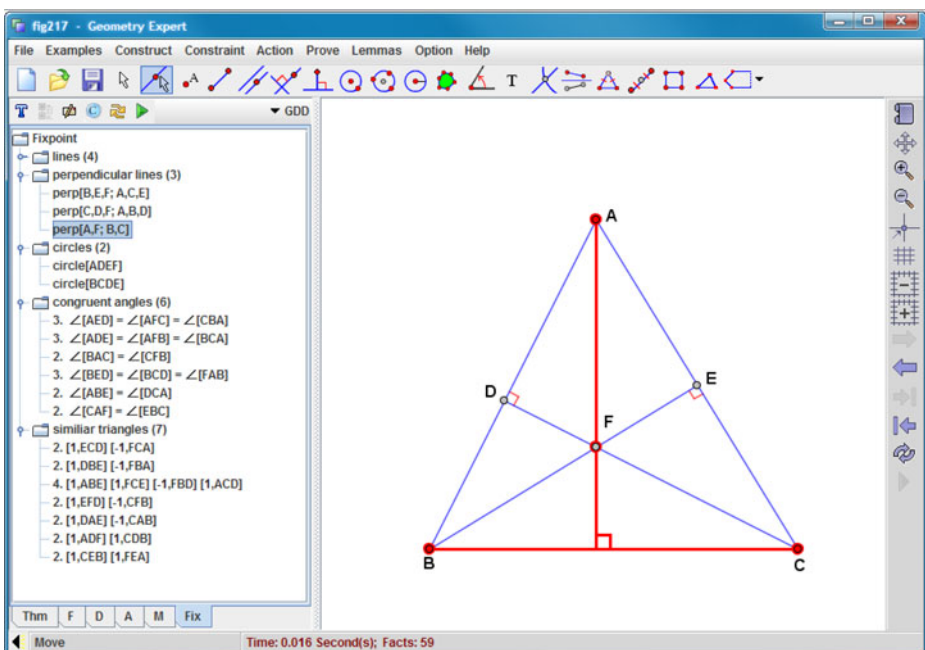 fig217 - Geometry Expert
File Examples Construct Constraint Action Prove Lemmas Option Help
A T
T C GDD
Fixpoint
lines (4)
perpendicular lines (3)
perp[B,E,F; A,C,E]
perp[C,D,F; A,B,D]
perp[A,F; B,C]
circles (2)
circle[ADEF]
circle[BCDE]
congruent angles (6)
3. ∠[AED] = ∠[AFC] = ∠[CBA]
3. ∠[ADE] = ∠[AFB] = ∠[BCA]
2. ∠[BAC] = ∠[CFB]
3. ∠[BED] = ∠[BCD] = ∠[FAB]
2. ∠[ABE] = ∠[DCA]
2. ∠[CAF] = ∠[EBC]
similiar triangles (7)
2. [1,ECD] [-1,FCA]
2. [1,DBE] [-1,FBA]
4. [1,ABE] [1,FCE] [-1,FBD] [1,ACD]
2. [1,EFD] [-1,CFB]
2. [1,DAE] [-1,CAB]
2. [1,ADF] [1,CDB]
2. [1,CEB] [1,FEA]
A
D
E
F
B
C
Thm F D A M Fix
Move Time: 0.016 Second(s); Facts: 59